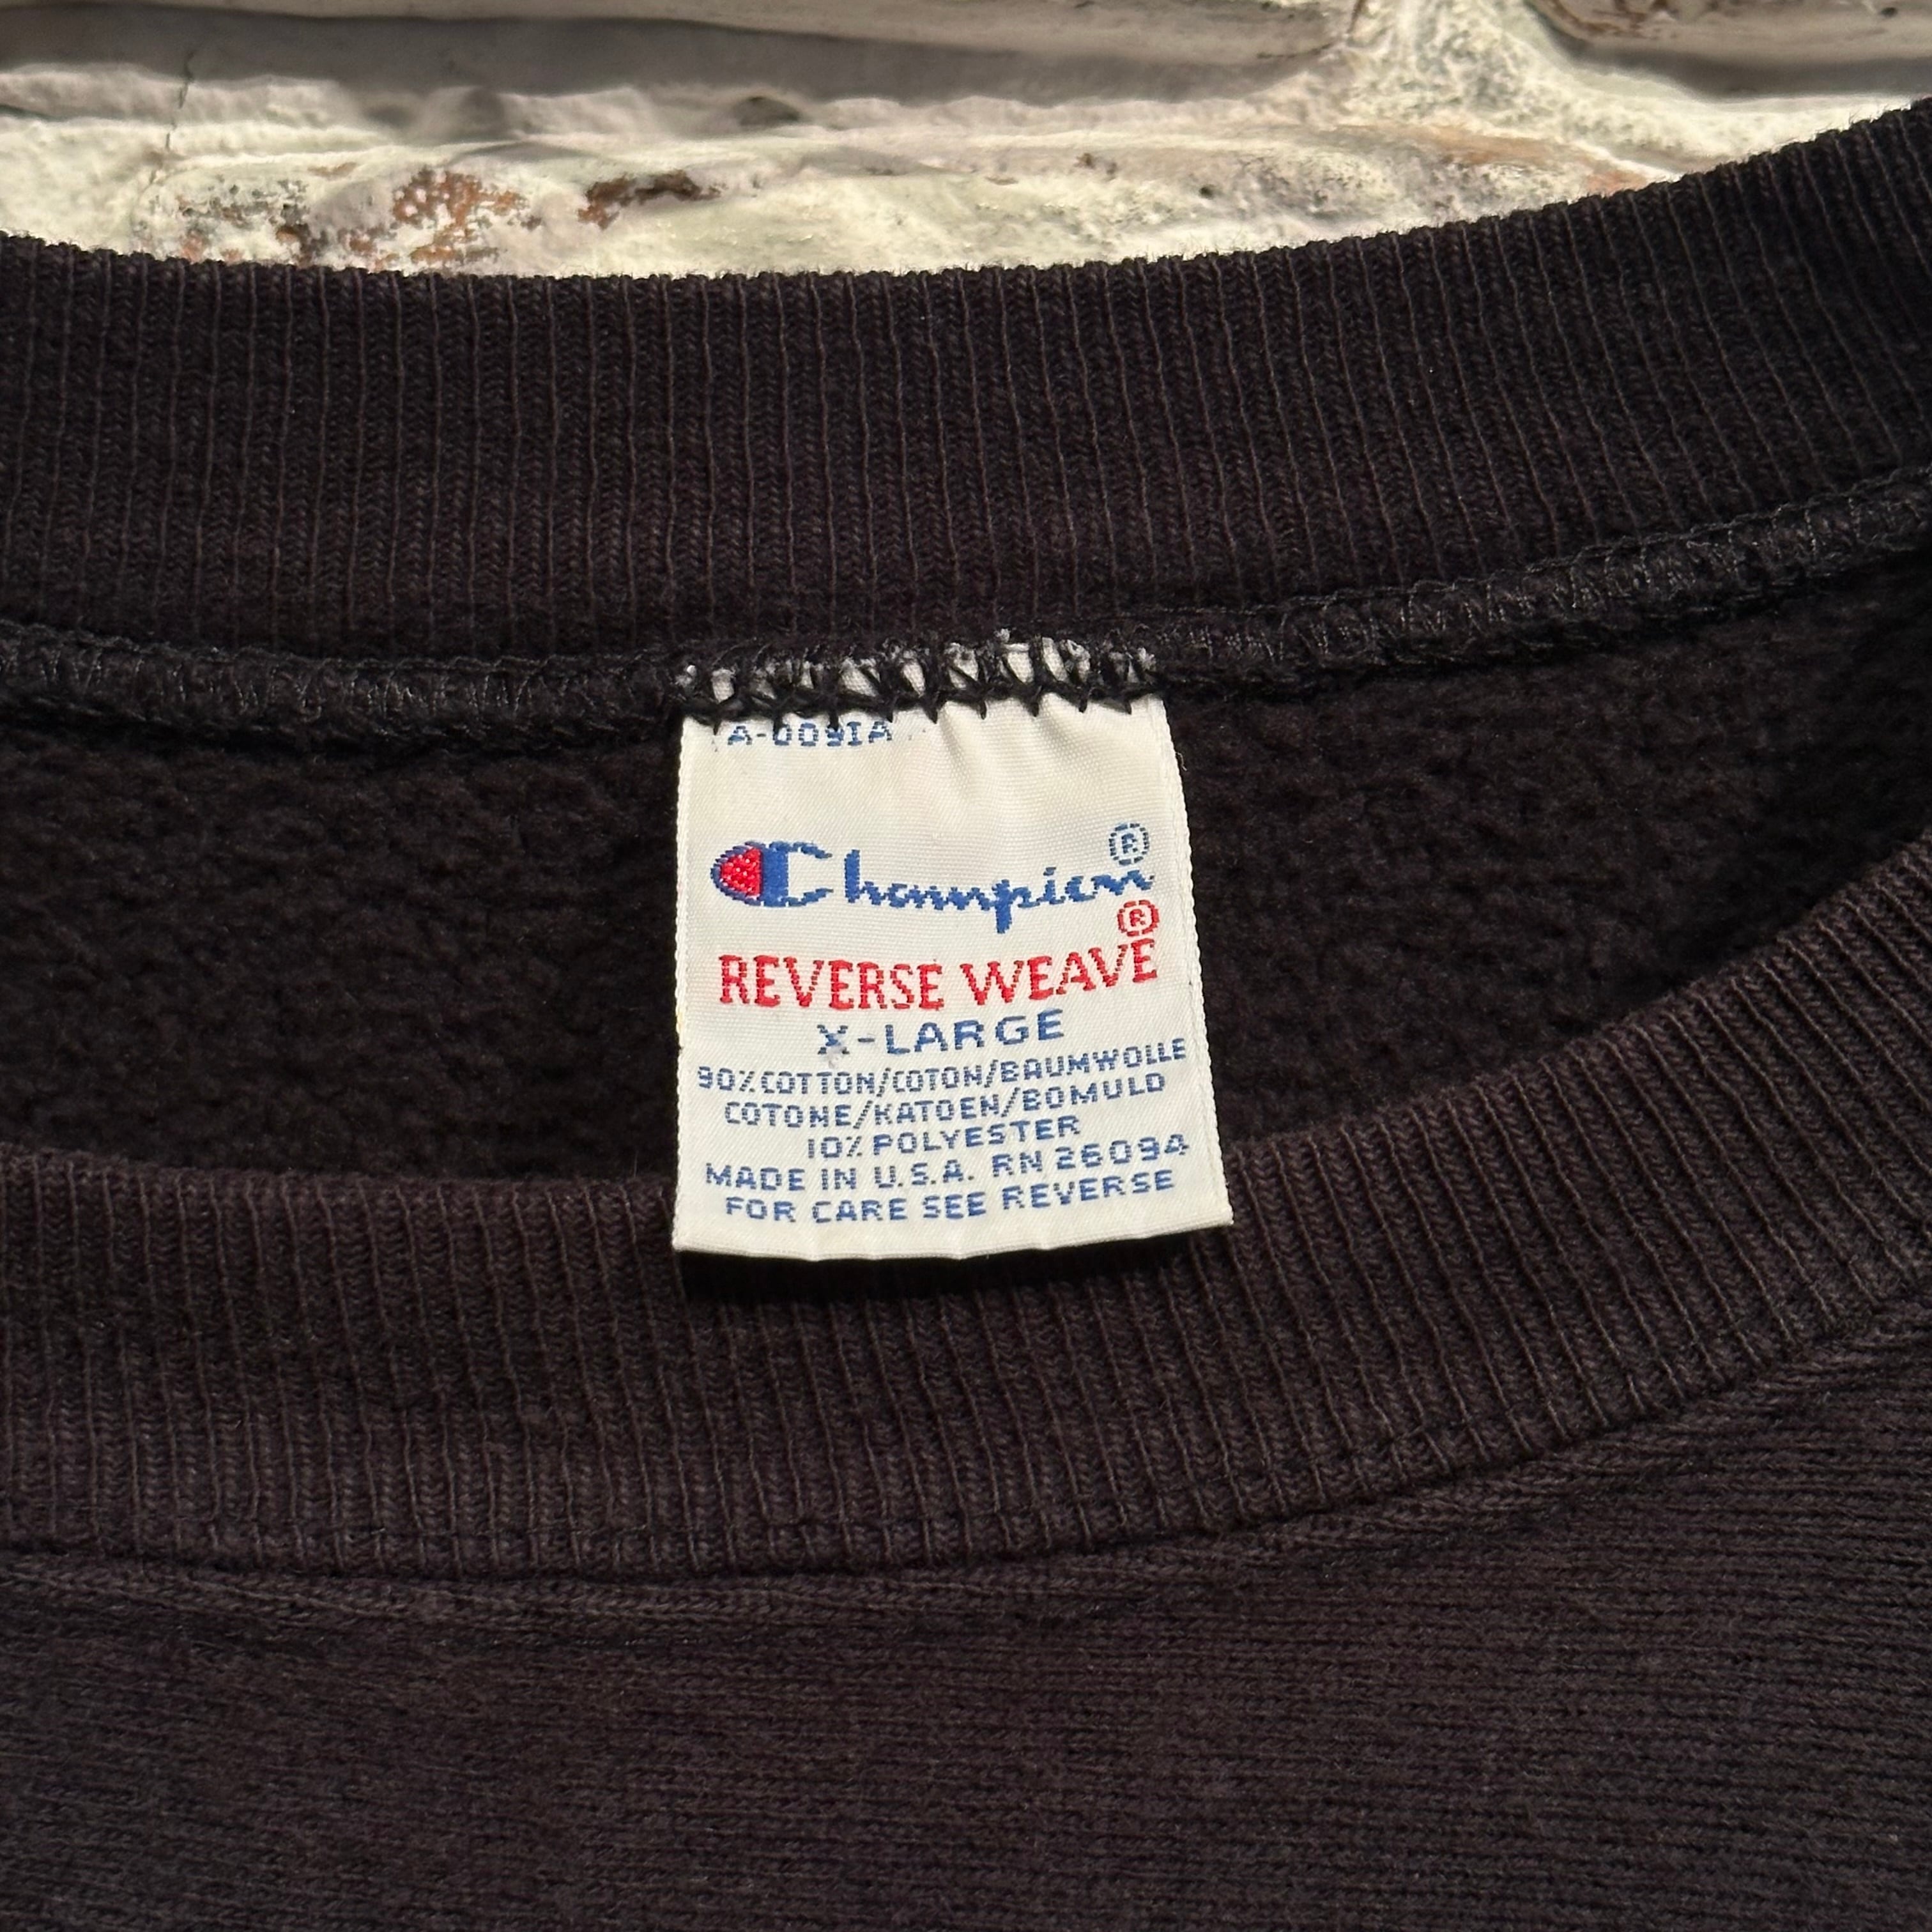 A-009IA
Champion®
®
REVERSE WEAVE
X-LARGE
90% COTTON/COTON/BAUMWOLLE
COTONE/KATOEN/BOMULD
10% POLYESTER
MADE IN U.S.A. RN 26094
FOR CARE SEE REVERSE